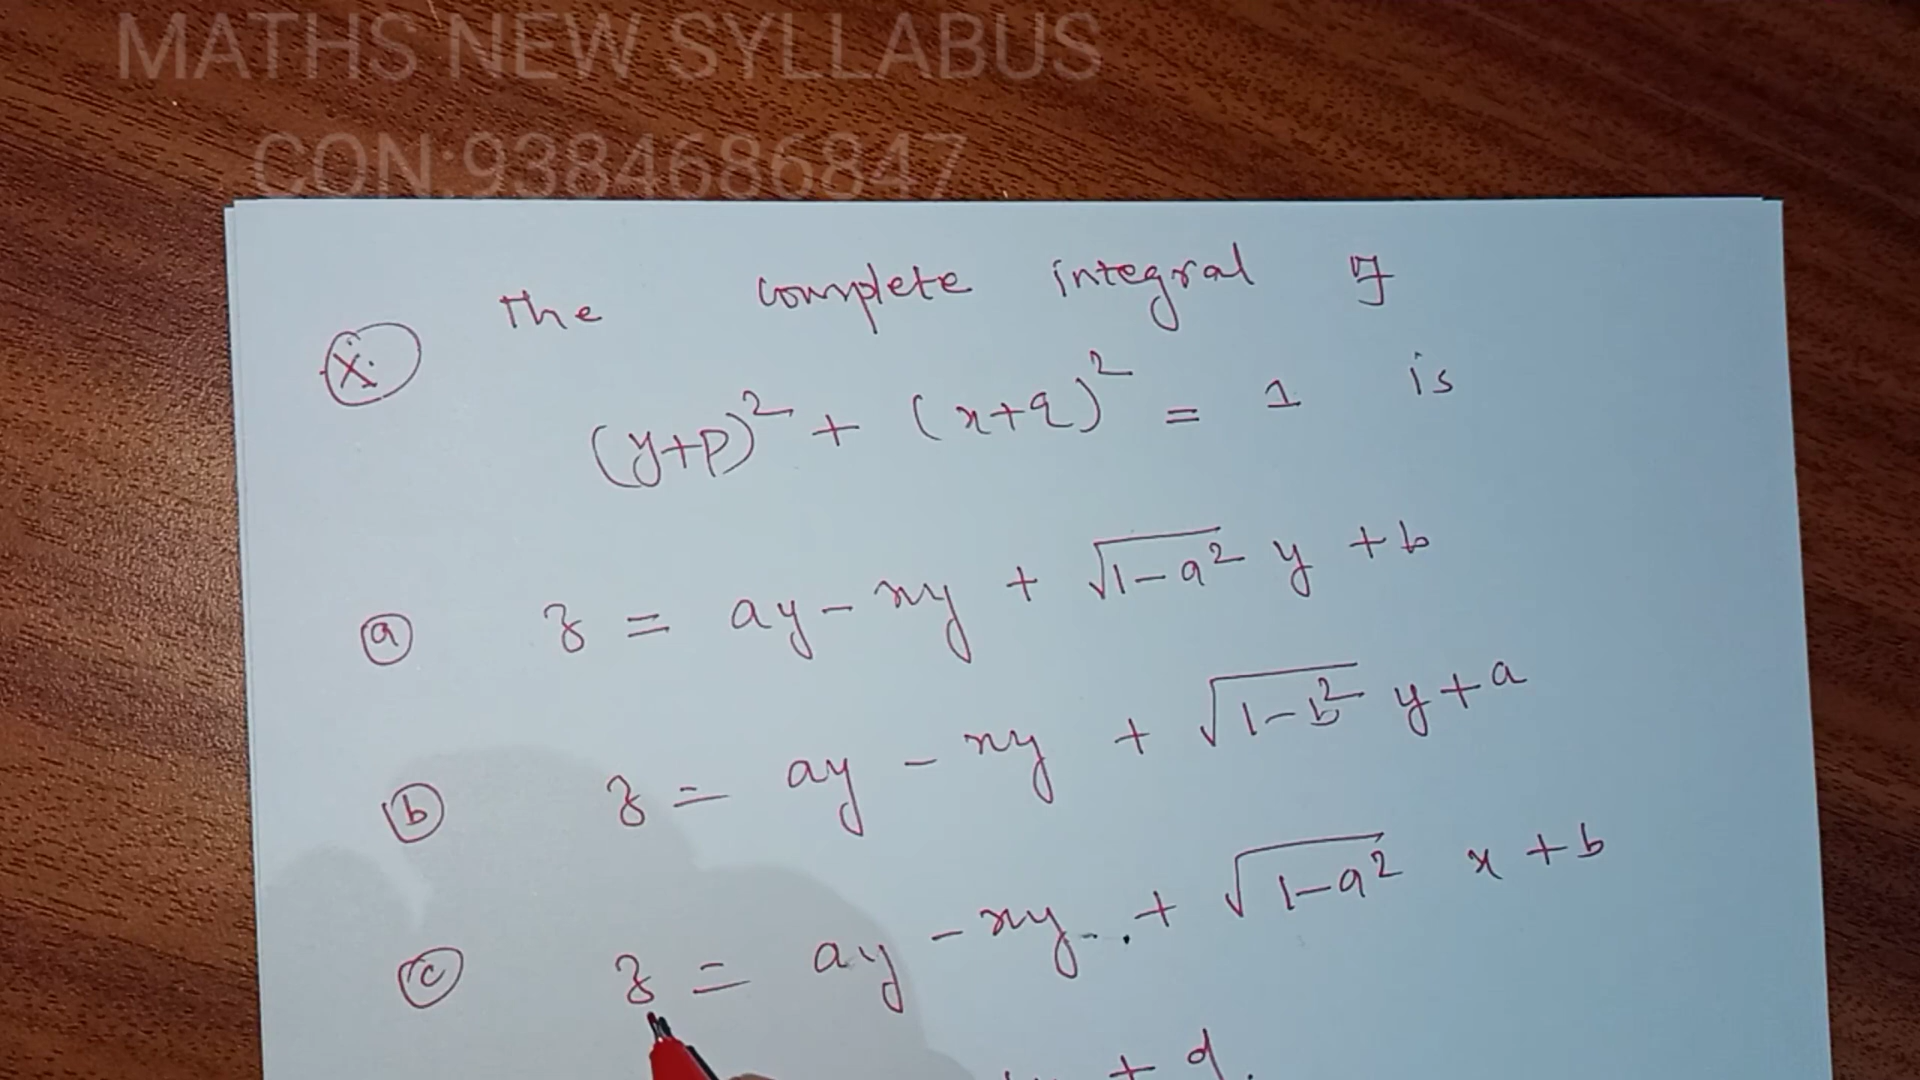 MATHS NEW SYLLABUS
CON:9384686847
X. The complete integral of
(y+p)² + (x+q)² = 1 is
(a) z = ay - xy + √(1-a²) y + b
(b) z = ay - xy + √(1-b²) y + a
(c) z = ay - xy + √(1-a²) x + b
+ d.